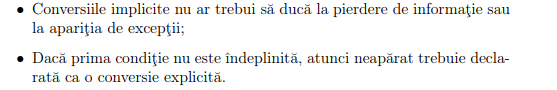 • Conversiile implicite nu ar trebui să ducă la pierdere de informaţie sau
la apariţia de excepţii;
• Dacă prima condiţie nu este îndeplinită, atunci neapărat trebuie decla-
rată ca o conversie explicită.